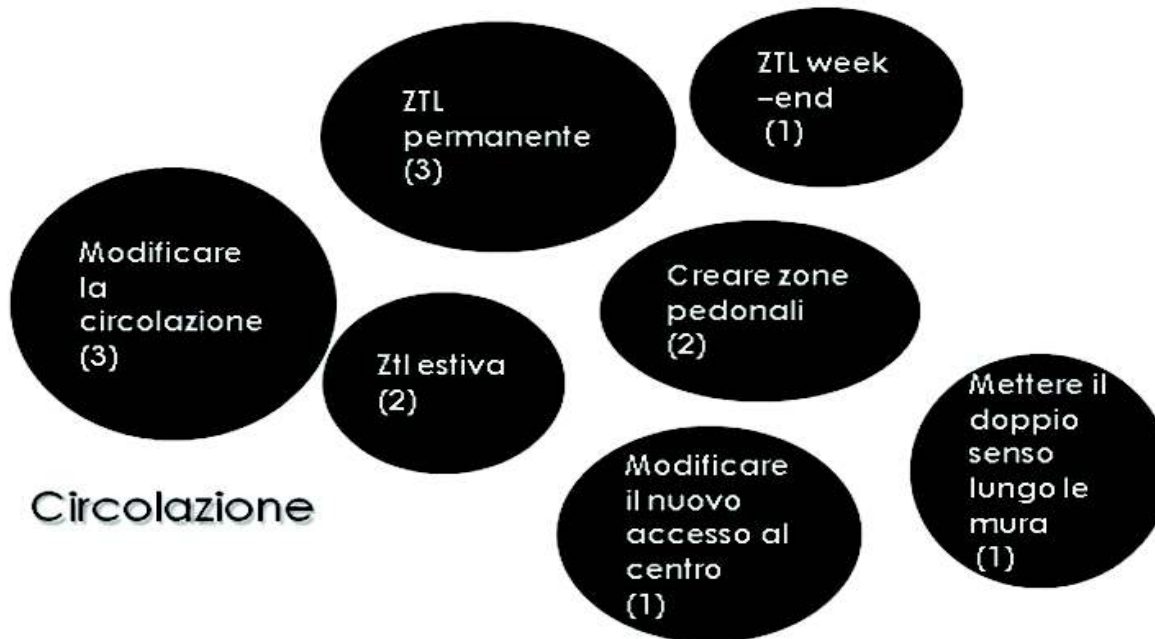 ZTL week
–end
(1)
ZTL
permanente
(3)
Modificare
la
circolazione
(3)
Creare zone
pedonali
(2)
Ztl estiva
(2)
Mettere il
doppio
senso
lungo le
mura
(1)
Modificare
il nuovo
accesso al
centro
(1)
Circolazione